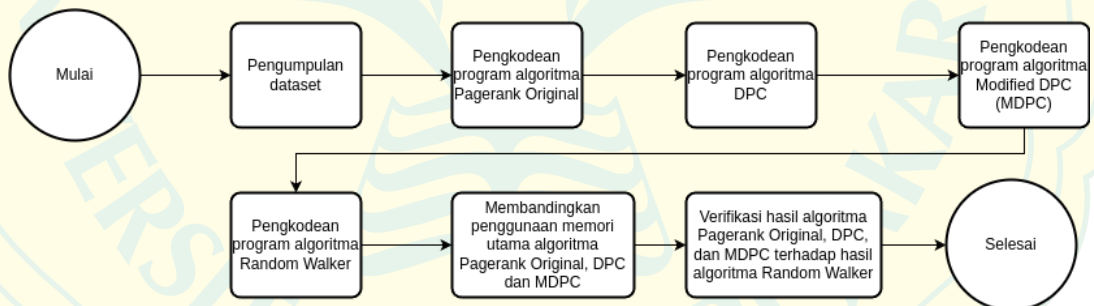 Mulai
Pengumpulan
dataset
Pengkodean
program algoritma
Pagerank Original
Pengkodean
program algoritma
DPC
Pengkodean
program algoritma
Modified DPC
(MDPC)
Pengkodean
program algoritma
Random Walker
Membandingkan
penggunaan memori
utama algoritma
Pagerank Original, DPC
dan MDPC
Verifikasi hasil algoritma
Pagerank Original, DPC,
dan MDPC terhadap hasil
algoritma Random Walker
Selesai